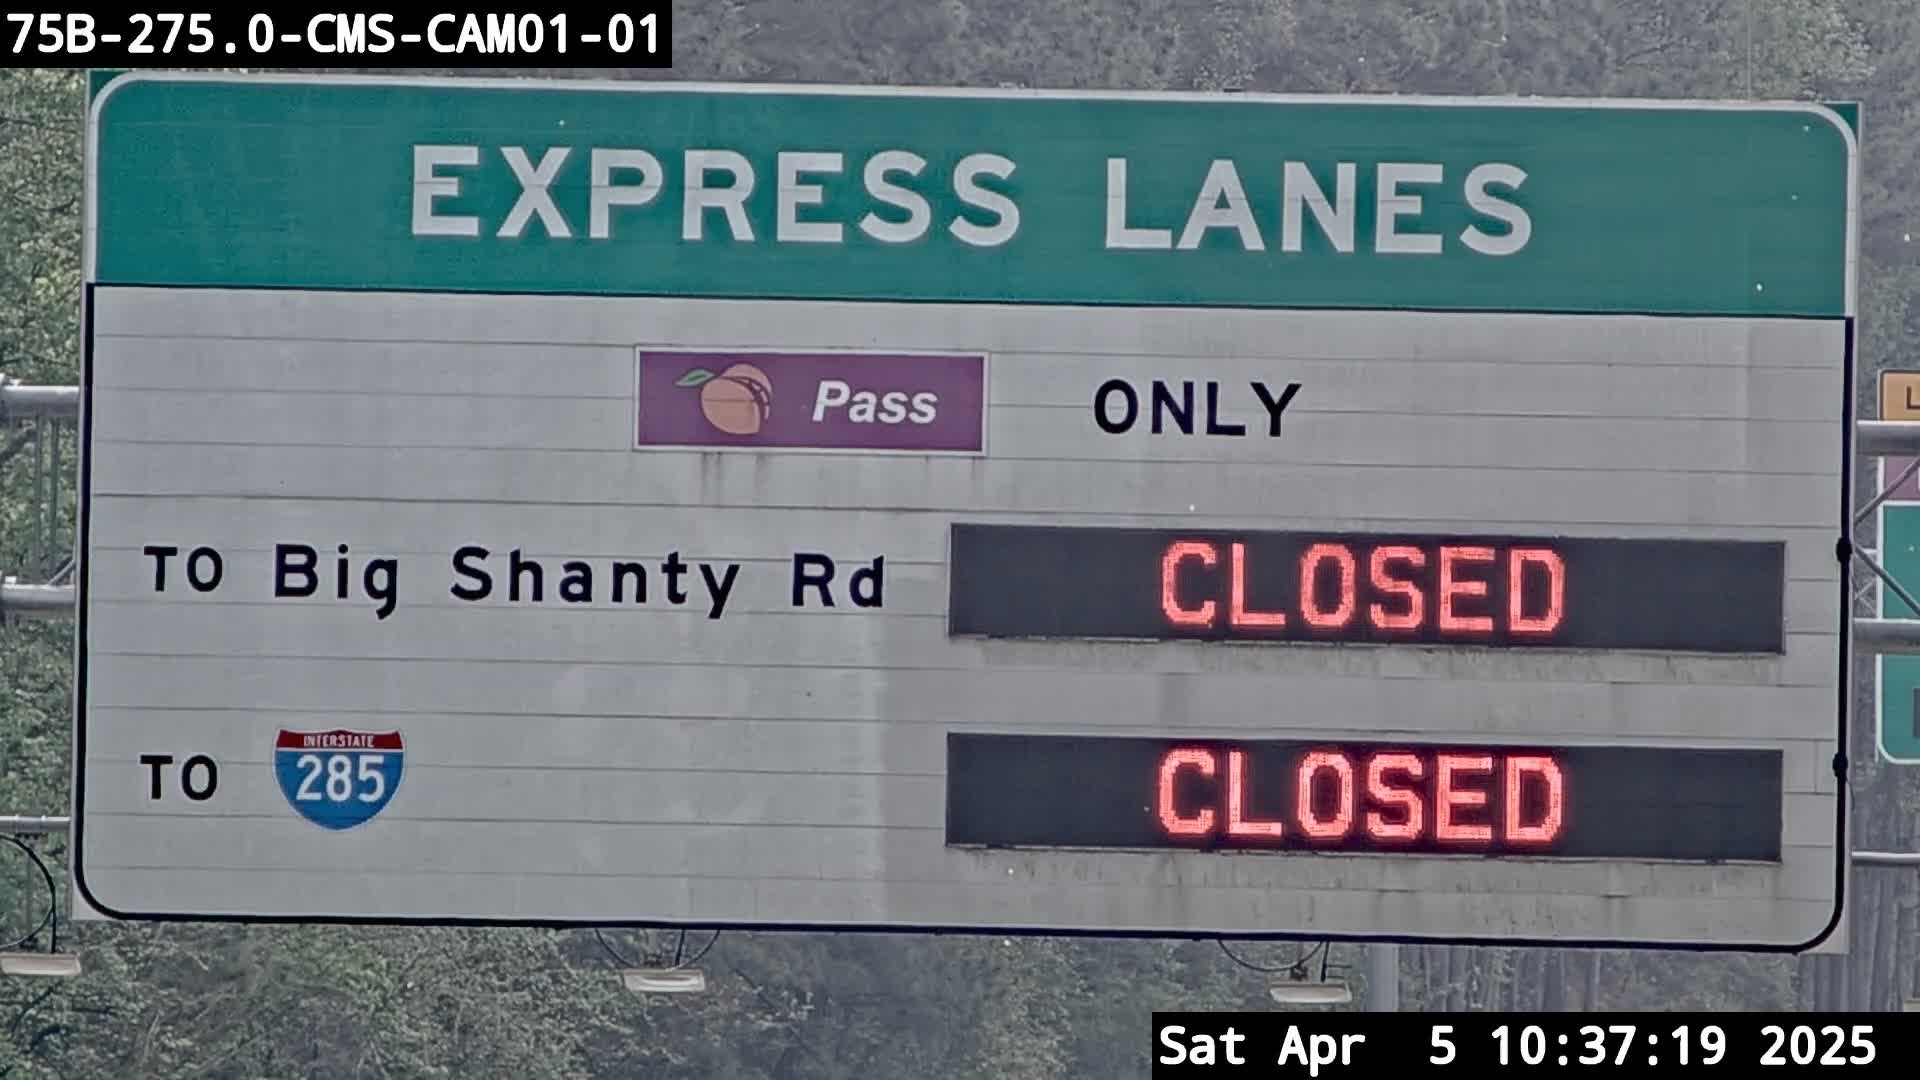 75B-275.0-CMS-CAM01-01
EXPRESS LANES
Pass ONLY
TO Big Shanty Rd CLOSED
INTERSTATE
TO 285 CLOSED
Sat Apr 5 10:37:19 2025